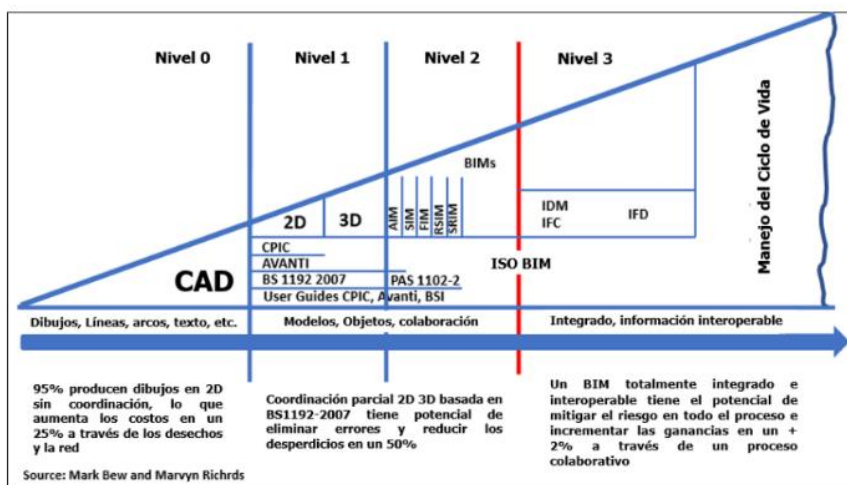 Nivel 0
Nivel 1
Nivel 2
Nivel 3
BIMs
2D
3D
AIM
SIM
FIM
RSIM
SRIM
IDM
IFC
IFD
Manejo del Ciclo de Vida
CPIC
AVANTI
BS 1192 2007
PAS 1102-2
User Guides CPIC, Avanti, BSI
CAD
ISO BIM
Dibujos, Líneas, arcos, texto, etc.
Modelos, Objetos, colaboración
Integrado, información interoperable
95% producen dibujos en 2D
sin coordinación, lo que
aumenta los costos en un
25% a través de los desechos
y la red
Coordinación parcial 2D 3D basada en
BS1192-2007 tiene potencial de
eliminar errores y reducir los
desperdicios en un 50%
Un BIM totalmente integrado e
interoperable tiene el potencial de
mitigar el riesgo en todo el proceso e
incrementar las ganancias en un +
2% a través de un proceso
colaborativo
Source: Mark Bew and Marvyn Richrds